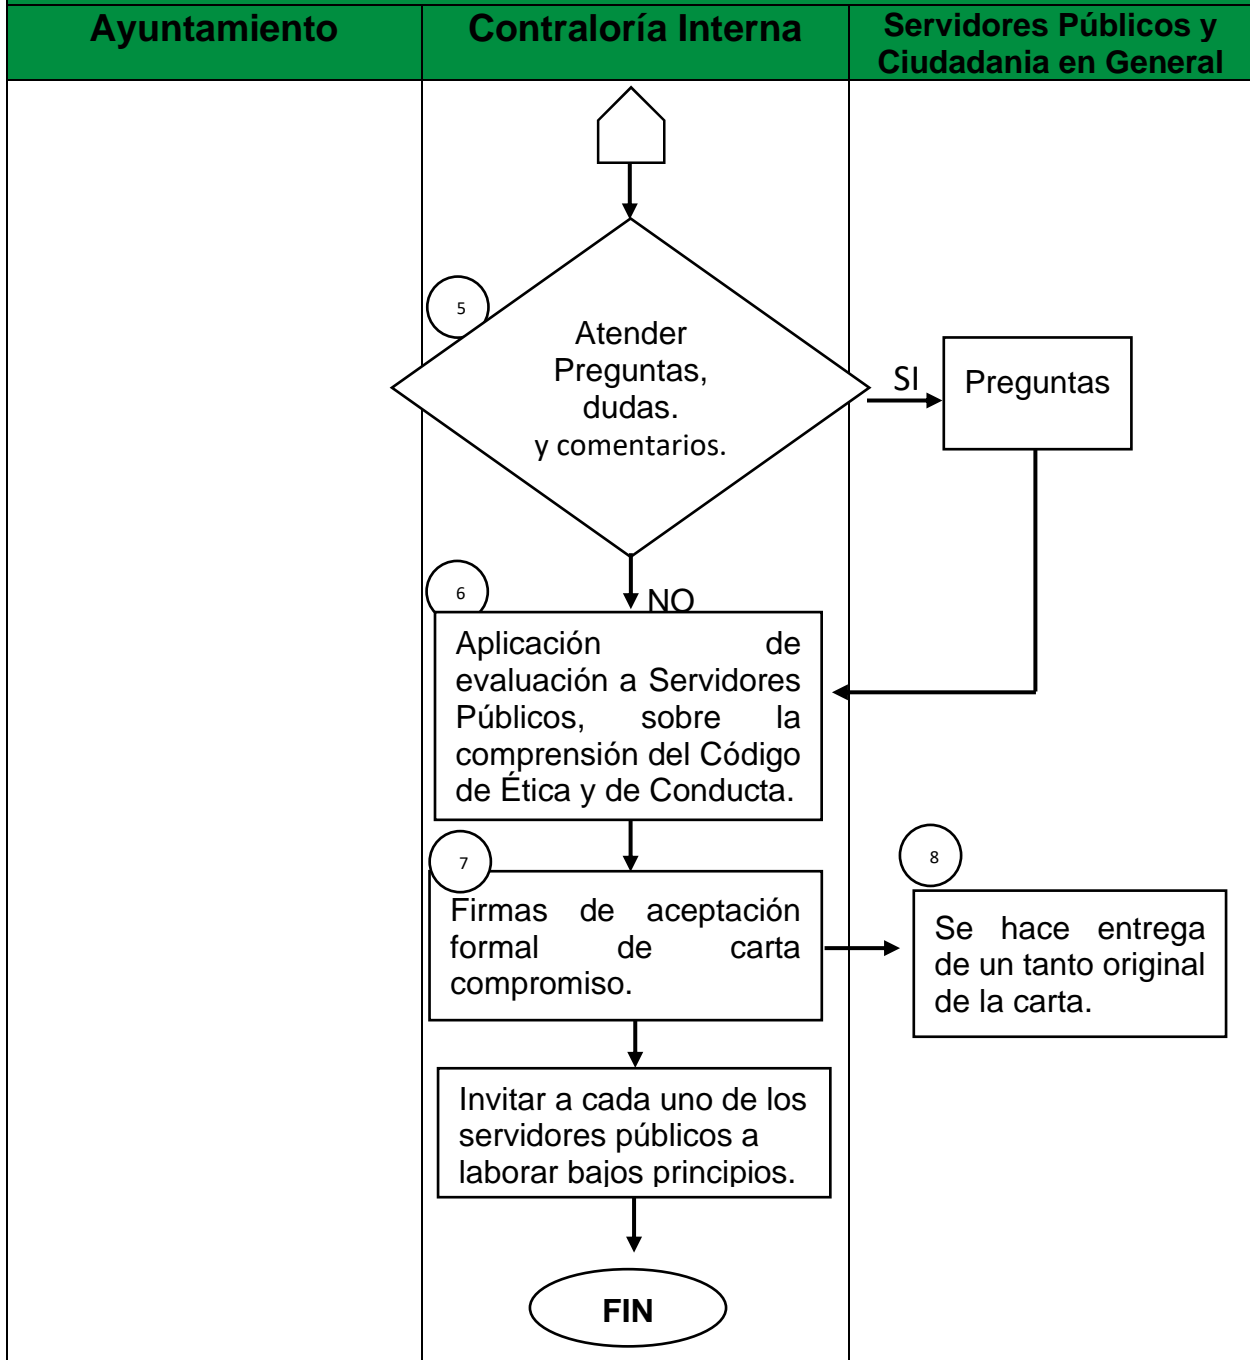 Ayuntamiento
Contraloría Interna
Servidores Públicos y
Ciudadania en General
5
Atender
Preguntas,
dudas.
y comentarios.
SI
Preguntas
NO
6
Aplicación de
evaluación a Servidores
Públicos, sobre la
comprensión del Código
de Ética y de Conducta.
7
Firmas de aceptación
formal de carta
compromiso.
8
Se hace entrega
de un tanto original
de la carta.
Invitar a cada uno de los
servidores públicos a
laborar bajos principios.
FIN